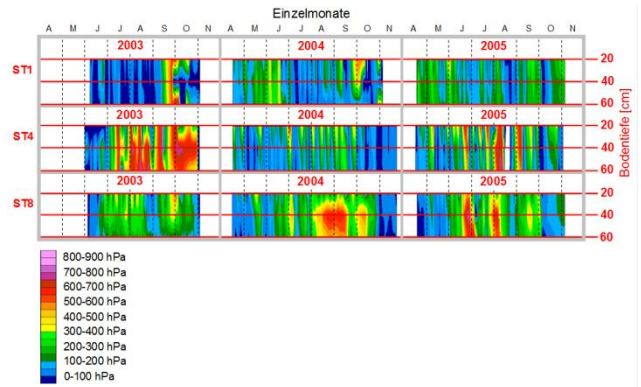 Einzelmonate
A M J J A S O N A M J J A S O N A M J J A S O N
2003 2004 2005
ST1
20
40
60
2003 2004 2005
ST4
20
40
60
2003 2004 2005
ST8
20
40
60
Bodentiefe [cm]
800-900 hPa
700-800 hPa
600-700 hPa
500-600 hPa
400-500 hPa
300-400 hPa
200-300 hPa
100-200 hPa
0-100 hPa